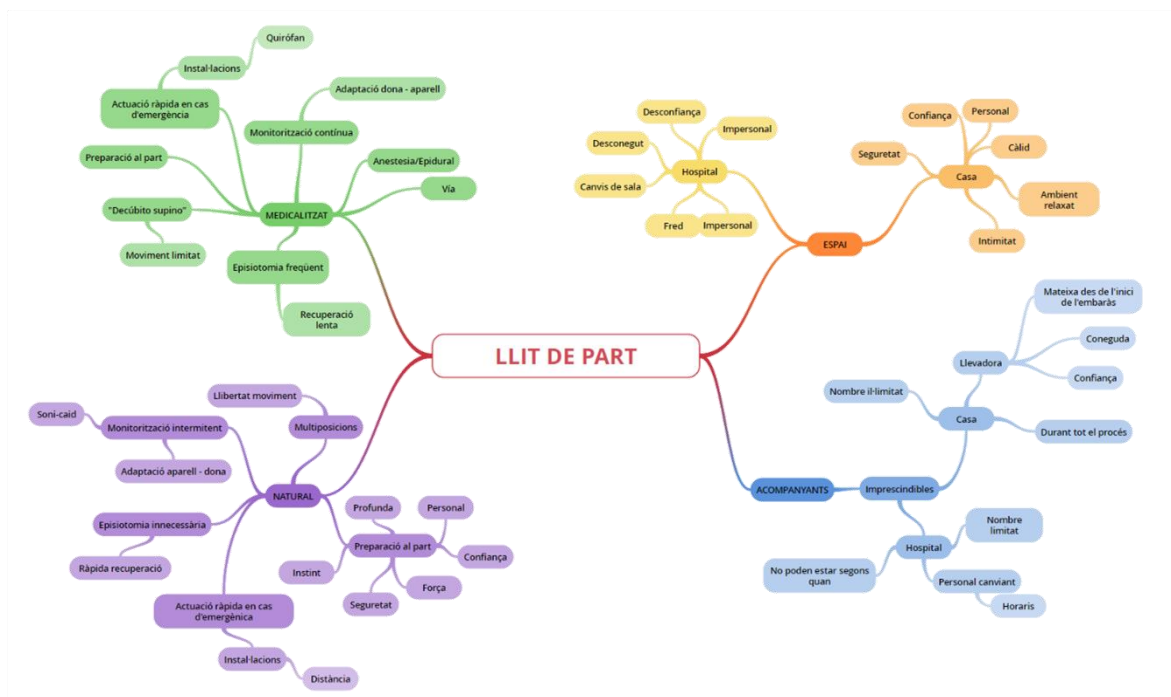 LLIT DE PART
MEDICALITZAT
Quiròfan
Instal·lacions
Actuació ràpida en cas
d'emergència
Adaptació dona - aparell
Monitorització contínua
Preparació al part
Anestesia/Epidural
Vía
"Decúbito supino"
Moviment limitat
Episiotomia freqüent
Recuperació
lenta
ESPAI
Hospital
Desconfiança
Impersonal
Desconegut
Canvis de sala
Fred
Impersonal
Casa
Confiança
Personal
Seguretat
Càlid
Ambient
relaxat
Intimitat
NATURAL
Llibertat moviment
Multiposicions
Soni-caid
Monitorització intermitent
Adaptació aparell - dona
Episiotomia innecessària
Ràpida recuperació
Actuació ràpida en cas
d'emergènica
Instal·lacions
Distància
Preparació al part
Profunda
Personal
Confiança
Força
Seguretat
Instint
ACOMPANYANTS
Imprescindibles
Casa
Llevadora
Mateixa des de l'inici
de l'embaràs
Coneguda
Confiança
Nombre il·limitat
Durant tot el procés
Hospital
Nombre
limitat
No poden estar segons
quan
Personal canviant
Horaris